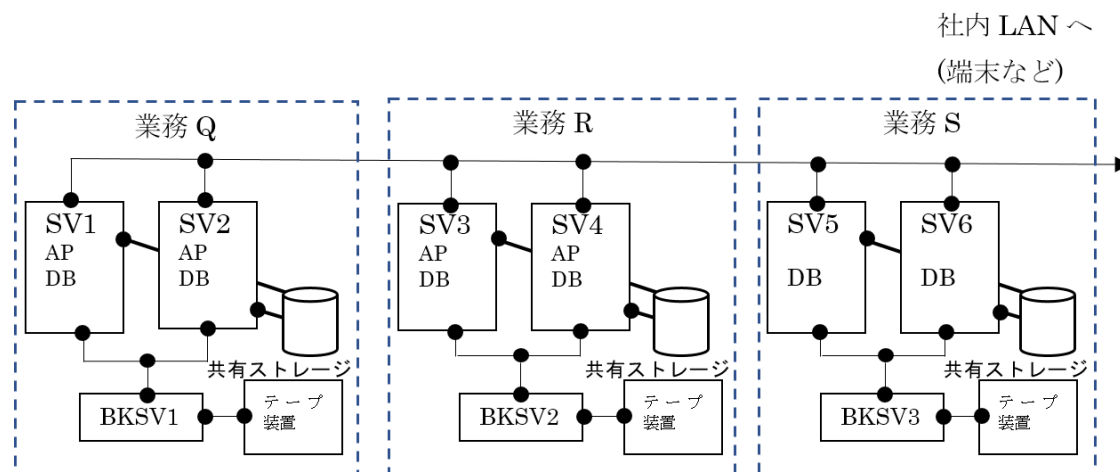 社内 LAN へ
(端末など)
業務 Q
業務 R
業務 S
SV1
AP
DB
SV2
AP
DB
SV3
AP
DB
SV4
AP
DB
SV5
DB
SV6
DB
共有ストレージ
共有ストレージ
共有ストレージ
BKSV1
テープ
装置
BKSV2
テープ
装置
BKSV3
テープ
装置